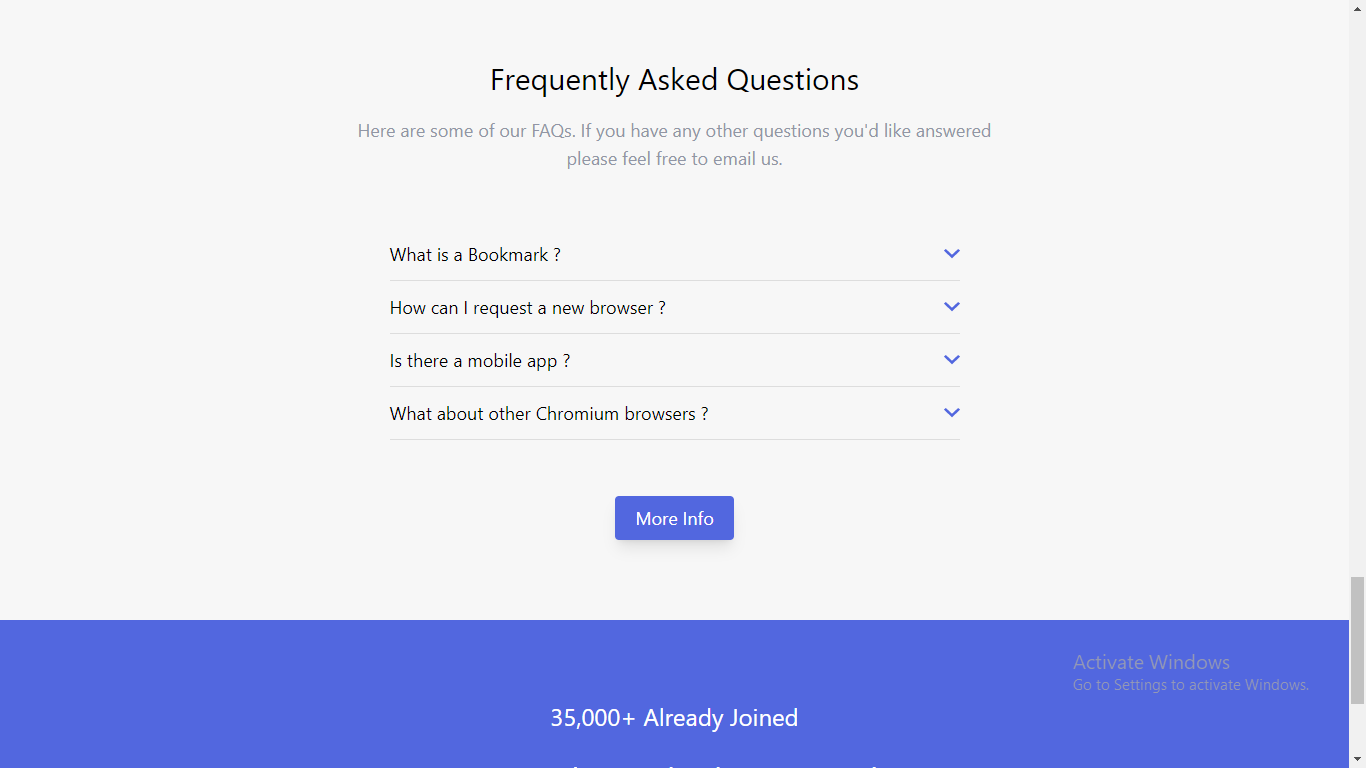 Frequently Asked Questions
Here are some of our FAQs. If you have any other questions you'd like answered
please feel free to email us.
What is a Bookmark ?
How can I request a new browser ?
Is there a mobile app ?
What about other Chromium browsers ?
More Info
Activate Windows
Go to Settings to activate Windows.
35,000+ Already Joined